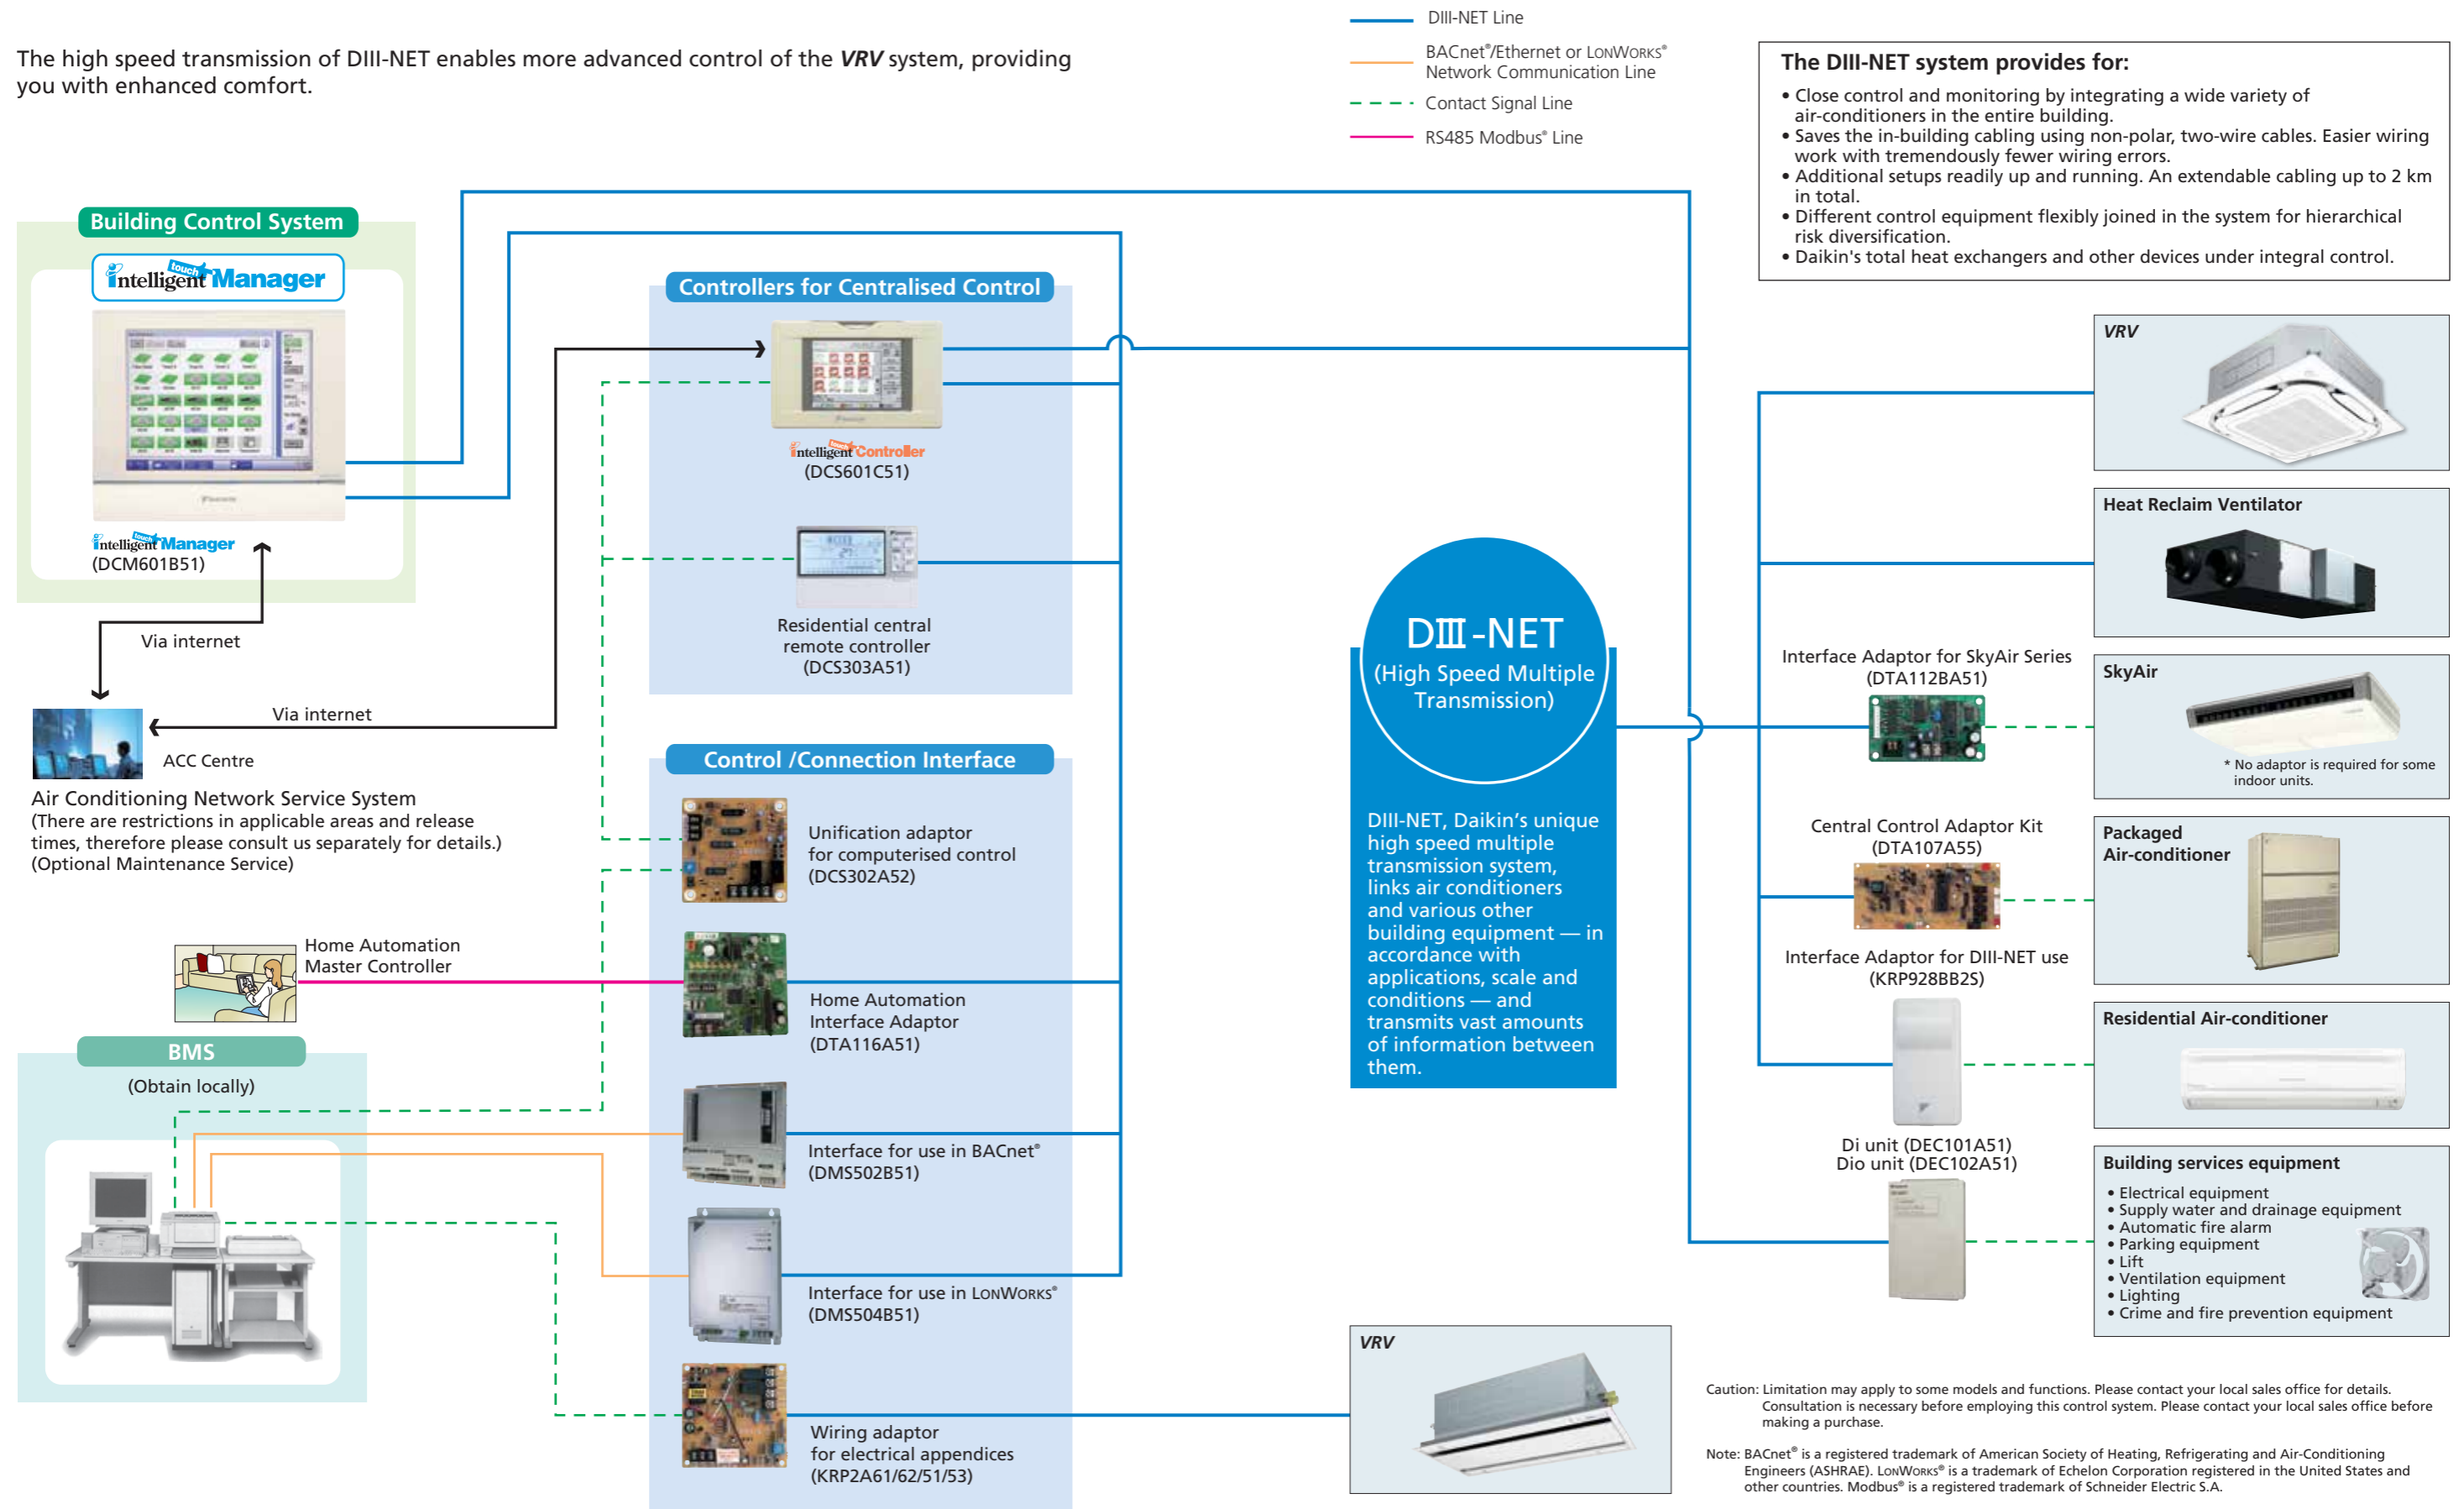 The high speed transmission of DIII-NET enables more advanced control of the VRV system, providing
you with enhanced comfort.
DIII-NET Line
BACnet®/Ethernet or LONWORKS®
Network Communication Line
Contact Signal Line
RS485 Modbus® Line
The DIII-NET system provides for:
• Close control and monitoring by integrating a wide variety of
air-conditioners in the entire building.
• Saves the in-building cabling using non-polar, two-wire cables. Easier wiring
work with tremendously fewer wiring errors.
• Additional setups readily up and running. An extendable cabling up to 2 km
in total.
• Different control equipment flexibly joined in the system for hierarchical
risk diversification.
• Daikin's total heat exchangers and other devices under integral control.
Building Control System
intelligent touch Manager
intelligent touch Manager
(DCM601B51)
Via internet
Via internet
ACC Centre
Air Conditioning Network Service System
(There are restrictions in applicable areas and release
times, therefore please consult us separately for details.)
(Optional Maintenance Service)
Home Automation
Master Controller
BMS
(Obtain locally)
Controllers for Centralised Control
intelligent touch Controller
(DCS601C51)
Residential central
remote controller
(DCS303A51)
Control /Connection Interface
Unification adaptor
for computerised control
(DCS302A52)
Home Automation
Interface Adaptor
(DTA116A51)
Interface for use in BACnet®
(DMS502B51)
Interface for use in LONWORKS®
(DMS504B51)
Wiring adaptor
for electrical appendices
(KRP2A61/62/51/53)
DIII-NET
(High Speed Multiple
Transmission)
DIII-NET, Daikin's unique
high speed multiple
transmission system,
links air conditioners
and various other
building equipment — in
accordance with
applications, scale and
conditions — and
transmits vast amounts
of information between
them.
VRV
Interface Adaptor for SkyAir Series
(DTA112BA51)
Central Control Adaptor Kit
(DTA107A55)
Interface Adaptor for DIII-NET use
(KRP928BB2S)
Di unit (DEC101A51)
Dio unit (DEC102A51)
VRV
Heat Reclaim Ventilator
SkyAir
* No adaptor is required for some
indoor units.
Packaged
Air-conditioner
Residential Air-conditioner
Building services equipment
• Electrical equipment
• Supply water and drainage equipment
• Automatic fire alarm
• Parking equipment
• Lift
• Ventilation equipment
• Lighting
• Crime and fire prevention equipment
Caution: Limitation may apply to some models and functions. Please contact your local sales office for details.
Consultation is necessary before employing this control system. Please contact your local sales office before
making a purchase.
Note: BACnet® is a registered trademark of American Society of Heating, Refrigerating and Air-Conditioning
Engineers (ASHRAE). LONWORKS® is a trademark of Echelon Corporation registered in the United States and
other countries. Modbus® is a registered trademark of Schneider Electric S.A.